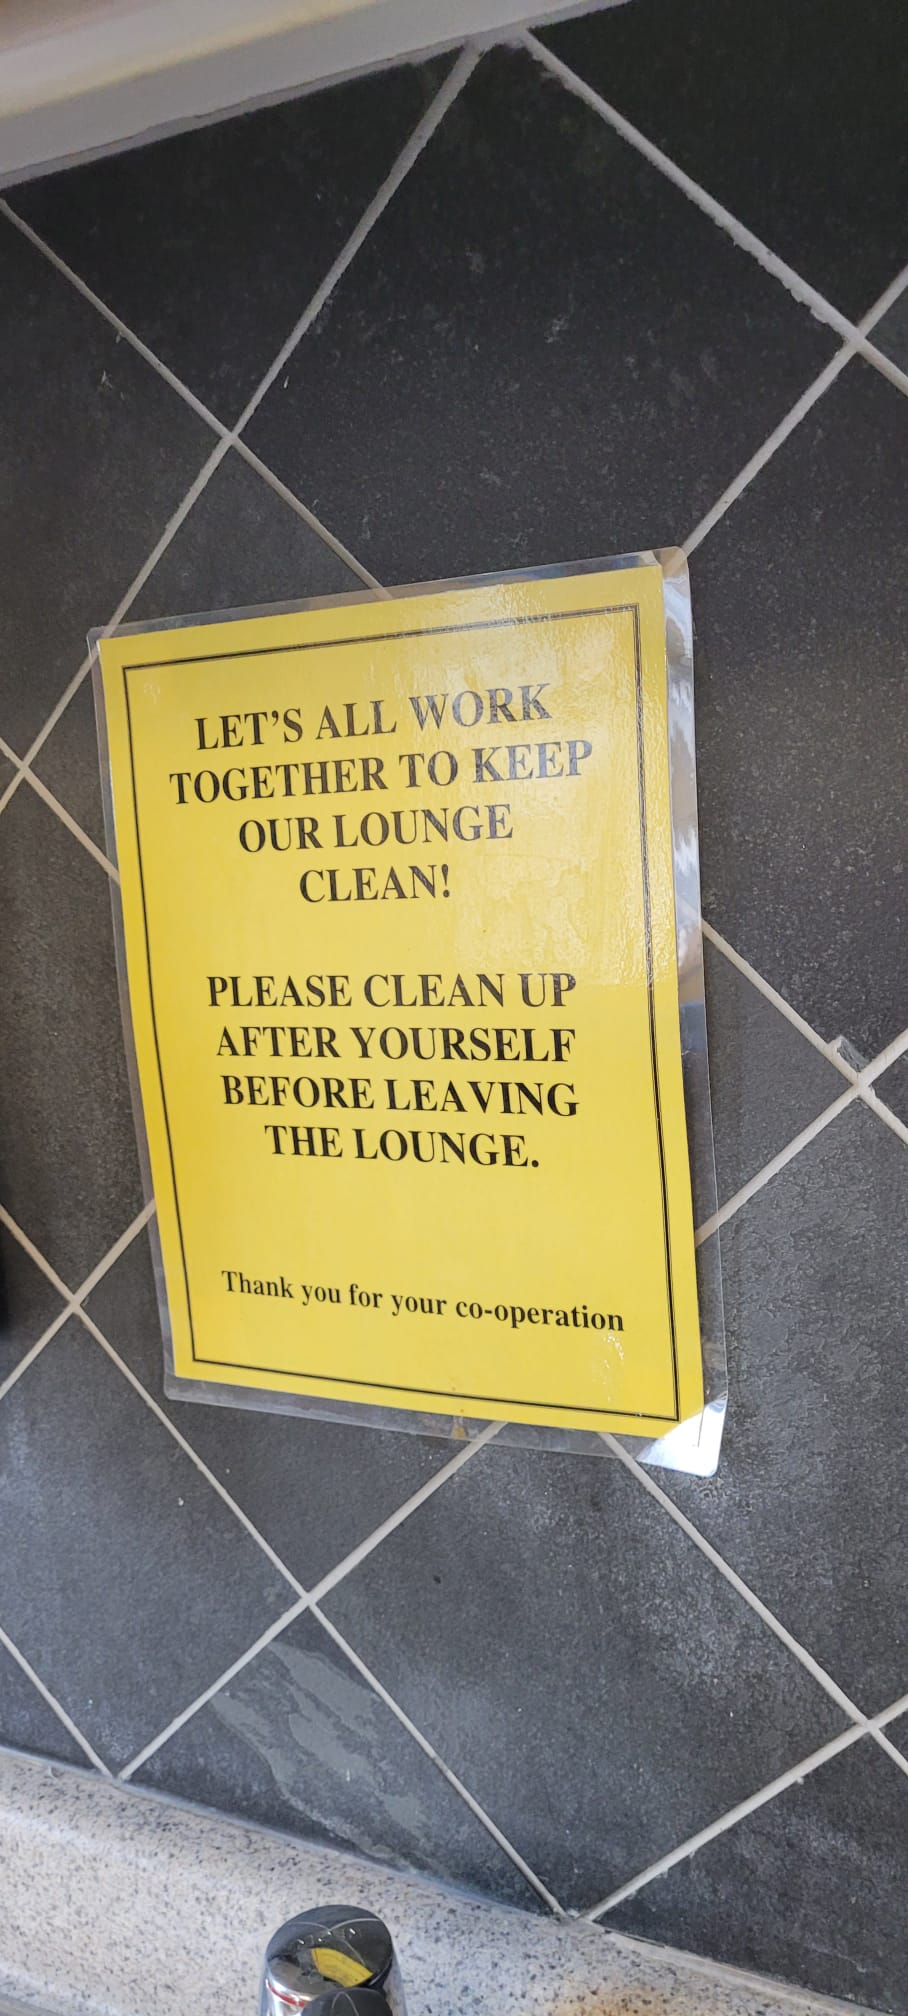 LET'S ALL WORK
TOGETHER TO KEEP
OUR LOUNGE
CLEAN!
PLEASE CLEAN UP
AFTER YOURSELF
BEFORE LEAVING
THE LOUNGE.
Thank you for your co-operation